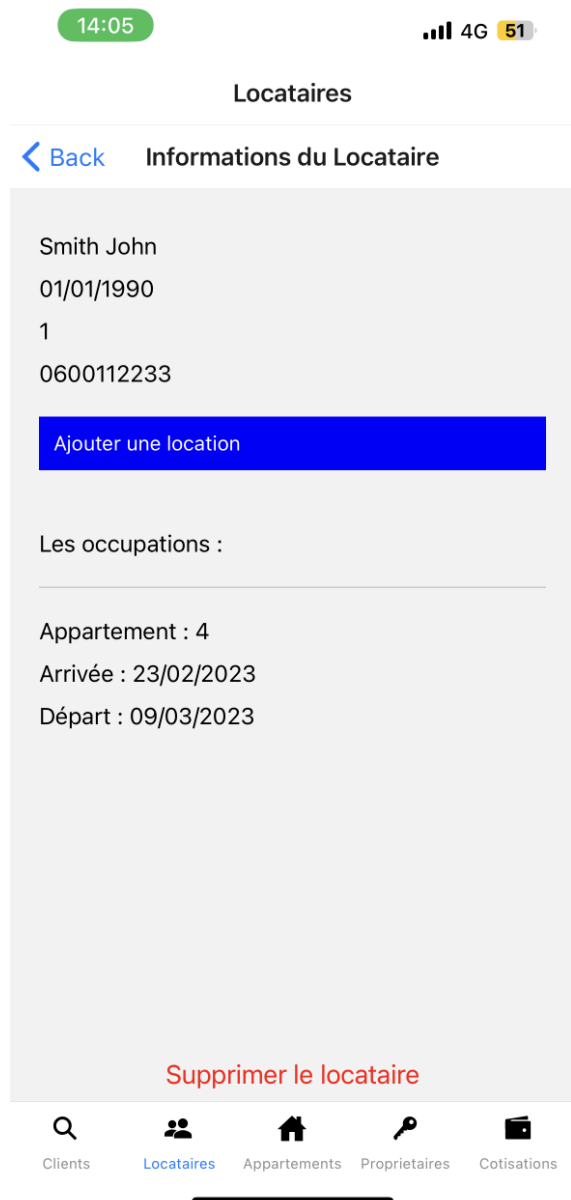 14:05 4G 51
Locataires
Back Informations du Locataire
Smith John
01/01/1990
1
0600112233
Ajouter une location
Les occupations :
Appartement : 4
Arrivée : 23/02/2023
Départ : 09/03/2023
Supprimer le locataire
Clients Locataires Appartements Proprietaires Cotisations